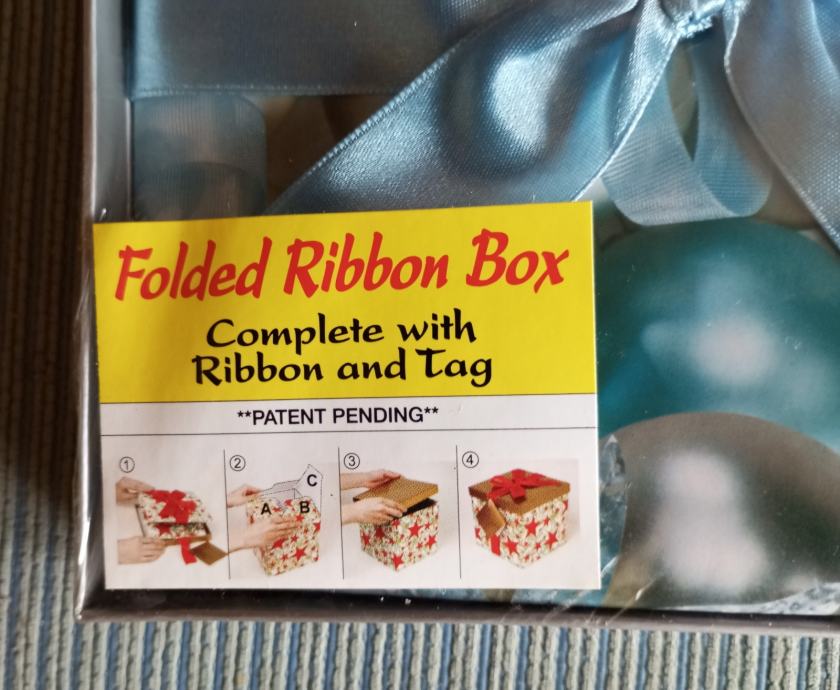 Folded Ribbon Box
Complete with
Ribbon and Tag
**PATENT PENDING**
① ② ③ ④
C
A B